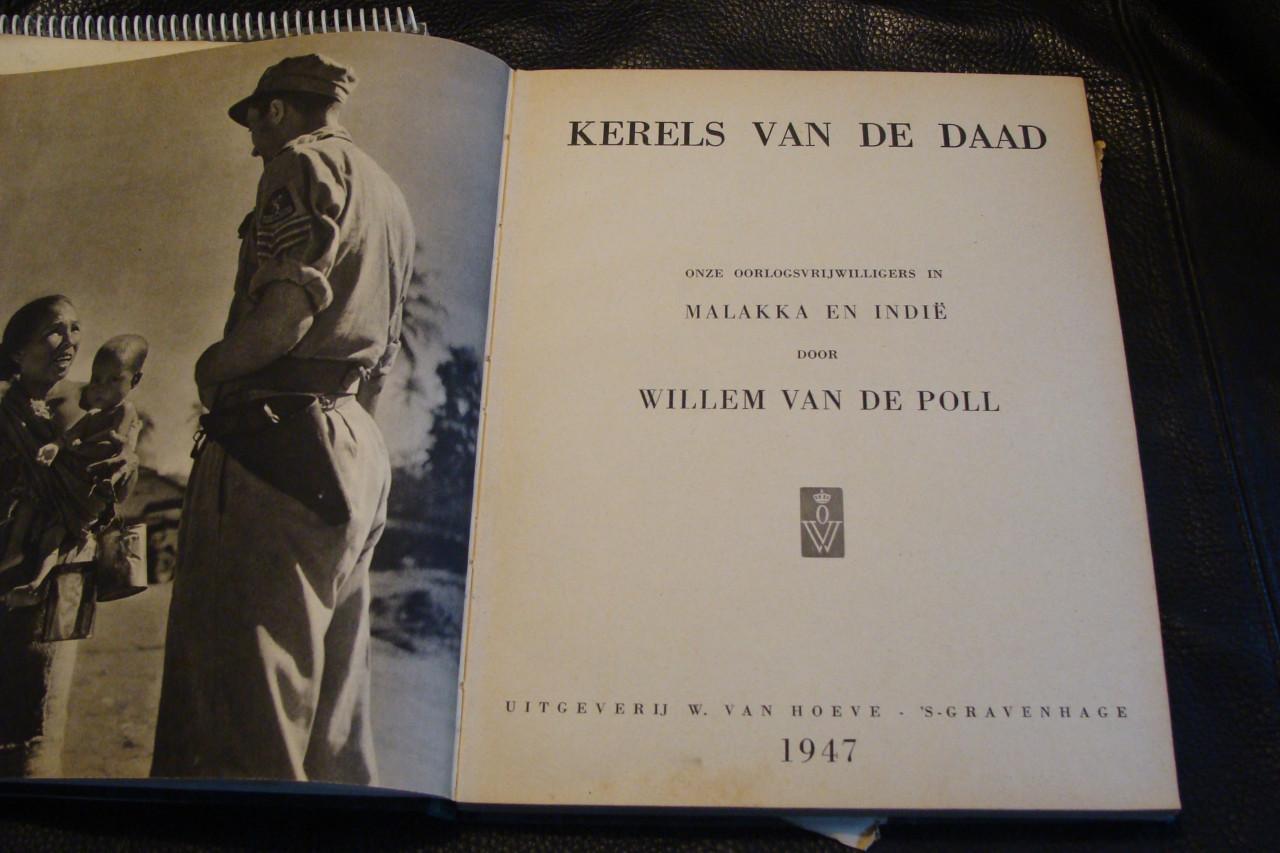 KERELS VAN DE DAAD
ONZE OORLOGSVRIJWILLIGERS IN
MALAKKA EN INDIË
DOOR
WILLEM VAN DE POLL
O
W
UITGEVERIJ W. VAN HOEVE - 'S-GRAVENHAGE
1947